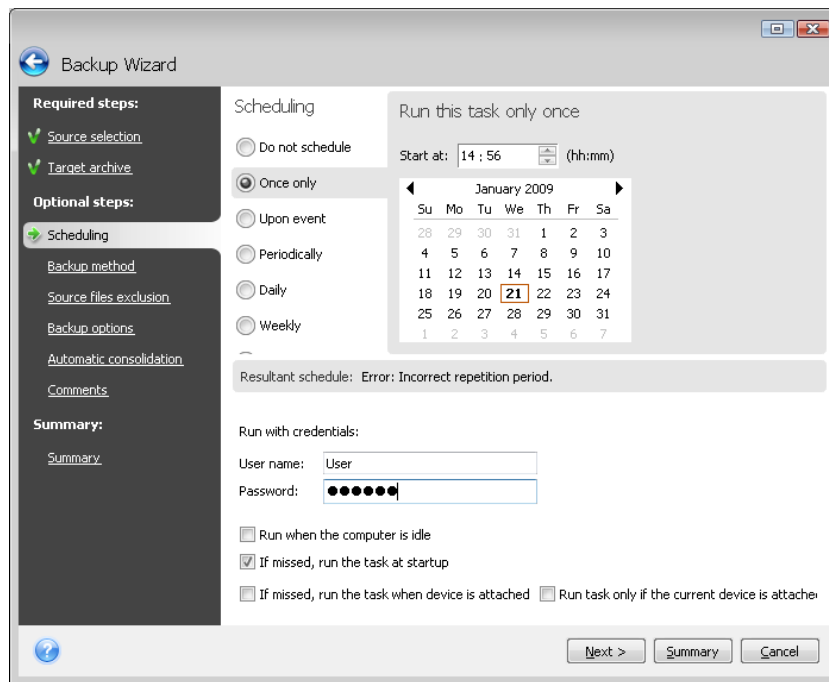 Backup Wizard
Required steps:
Source selection
Target archive
Optional steps:
Scheduling
Backup method
Source files exclusion
Backup options
Automatic consolidation
Comments
Summary:
Summary
Scheduling
Do not schedule
Once only
Upon event
Periodically
Daily
Weekly
Run this task only once
Start at: 14 : 56 (hh:mm)
January 2009
Su Mo Tu We Th Fr Sa
28 29 30 31 1 2 3
4 5 6 7 8 9 10
11 12 13 14 15 16 17
18 19 20 21 22 23 24
25 26 27 28 29 30 31
1 2 3 4 5 6 7
Resultant schedule: Error: Incorrect repetition period.
Run with credentials:
User name: User
Password: ●●●●●●
Run when the computer is idle
If missed, run the task at startup
If missed, run the task when device is attached Run task only if the current device is attache
? Next > Summary Cancel